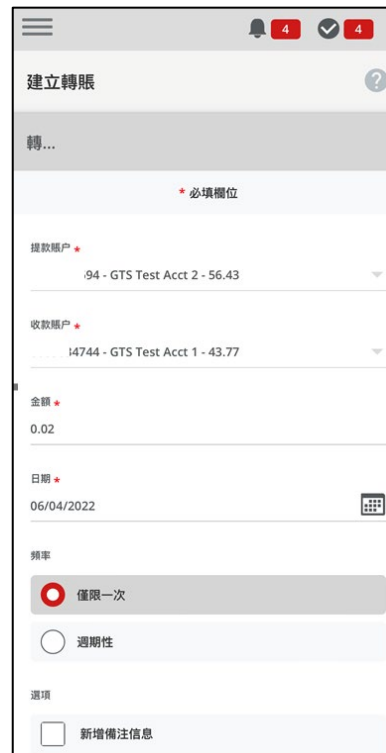 4
4
建立轉賬
?
轉...
* 必填欄位
提款賬户 *
94 - GTS Test Acct 2 - 56.43
收款賬户 *
4744 - GTS Test Acct 1 - 43.77
金額 *
0.02
日期 *
06/04/2022
頻率
僅限一次
週期性
選項
新增備注信息